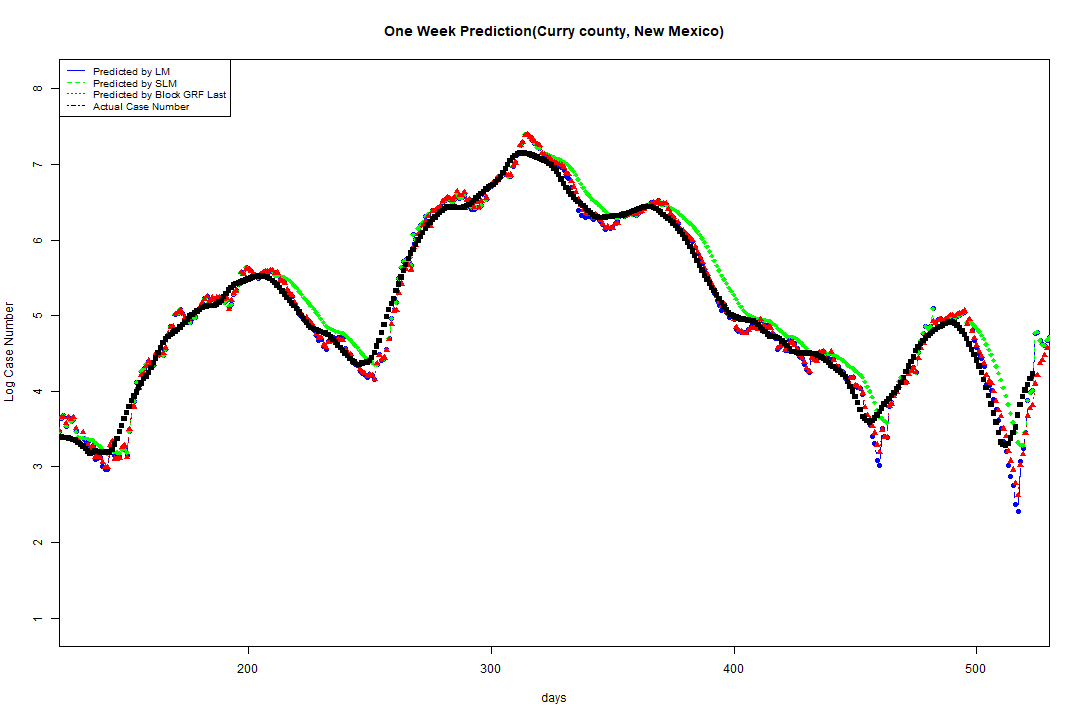 One Week Prediction(Curry county, New Mexico)
Predicted by LM
Predicted by SLM
Predicted by Block GRF Last
Actual Case Number
8
7
6
5
4
3
2
1
Log Case Number
200 300 400 500
days